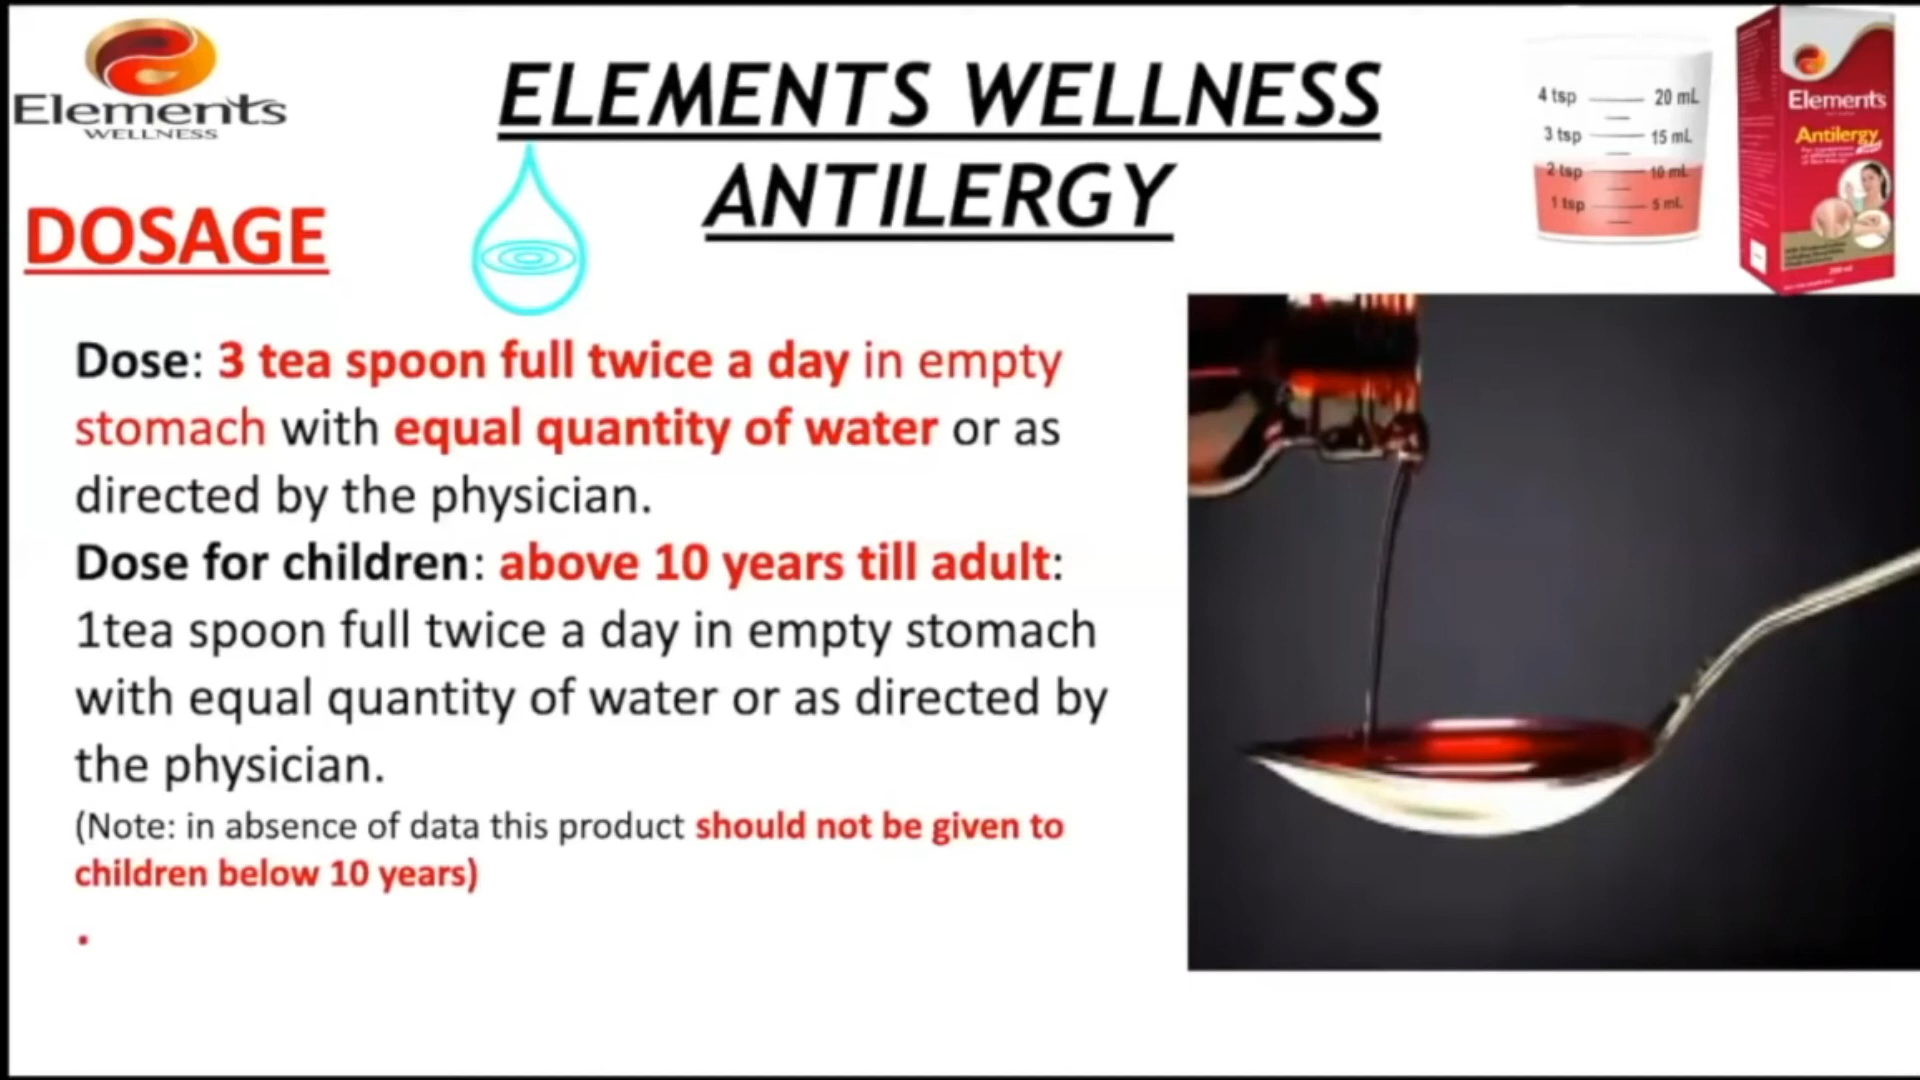 Elements
WELLNESS
ELEMENTS WELLNESS
ANTILERGY
4 tsp 20 mL
3 tsp 15 mL
2 tsp 10 mL
1 tsp 5 mL
Elements
Antilergy
200 ml
DOSAGE
Dose: 3 tea spoon full twice a day in empty
stomach with equal quantity of water or as
directed by the physician.
Dose for children: above 10 years till adult:
1tea spoon full twice a day in empty stomach
with equal quantity of water or as directed by
the physician.
(Note: in absence of data this product should not be given to
children below 10 years)
.